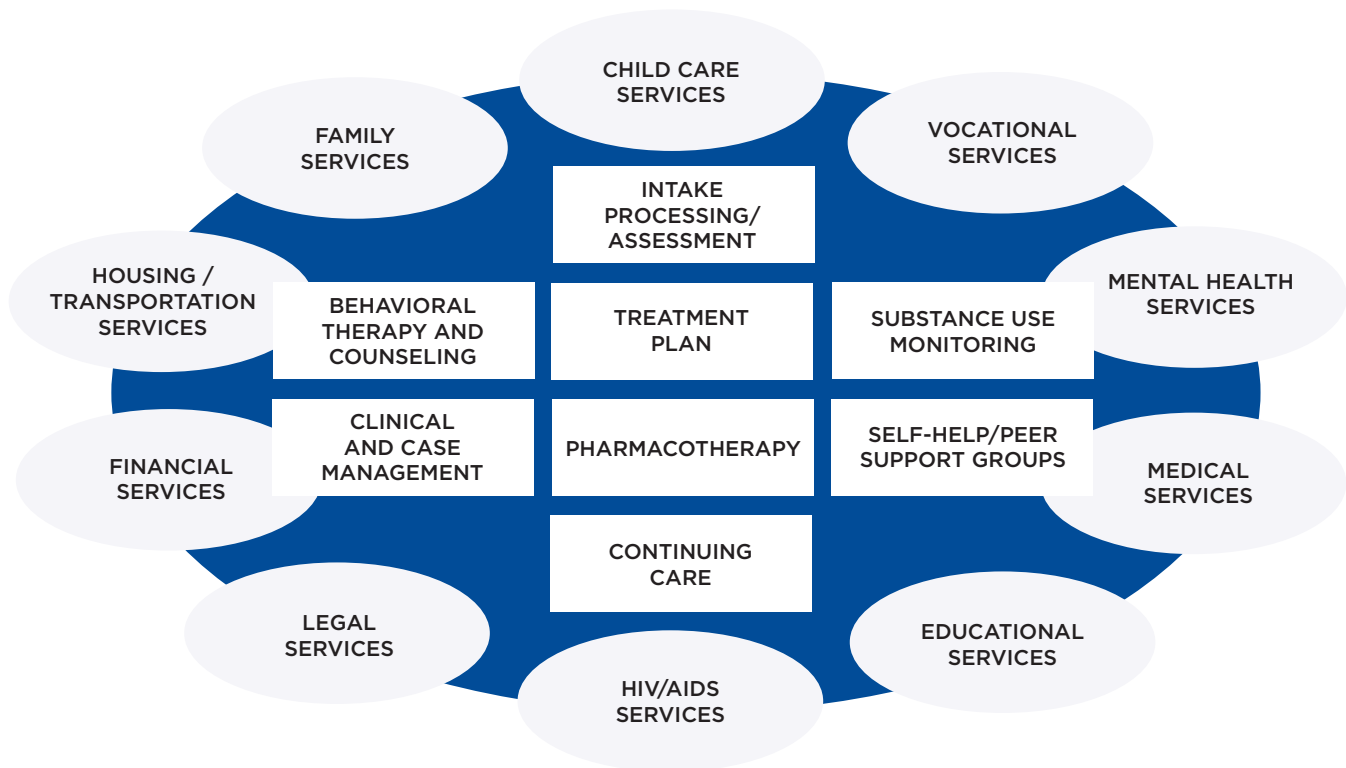 CHILD CARE
SERVICES
FAMILY
SERVICES
VOCATIONAL
SERVICES
INTAKE
PROCESSING/
ASSESSMENT
HOUSING /
TRANSPORTATION
SERVICES
MENTAL HEALTH
SERVICES
BEHAVIORAL
THERAPY AND
COUNSELING
TREATMENT
PLAN
SUBSTANCE USE
MONITORING
CLINICAL
AND CASE
MANAGEMENT
PHARMACOTHERAPY
SELF-HELP/PEER
SUPPORT GROUPS
FINANCIAL
SERVICES
MEDICAL
SERVICES
CONTINUING
CARE
LEGAL
SERVICES
EDUCATIONAL
SERVICES
HIV/AIDS
SERVICES